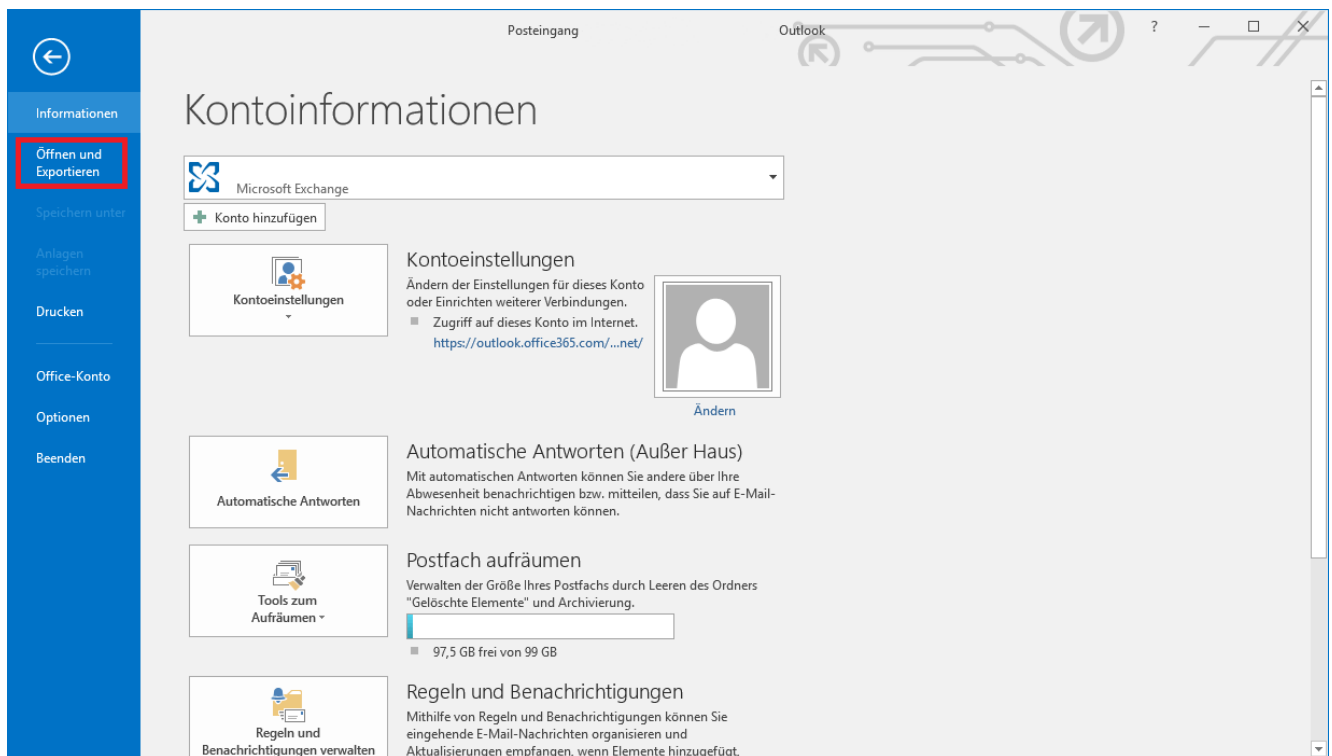 Posteingang
Outlook
?
Informationen
Öffnen und
Exportieren
Speichern unter
Anlagen
speichern
Drucken
Office-Konto
Optionen
Beenden
Kontoinformationen
Microsoft Exchange
Konto hinzufügen
Kontoeinstellungen
Kontoeinstellungen
Ändern der Einstellungen für dieses Konto
oder Einrichten weiterer Verbindungen.
Zugriff auf dieses Konto im Internet.
https://outlook.office365.com/...net/
Ändern
Automatische Antworten
Automatische Antworten (Außer Haus)
Mit automatischen Antworten können Sie andere über Ihre
Abwesenheit benachrichtigen bzw. mitteilen, dass Sie auf E-Mail-
Nachrichten nicht antworten können.
Tools zum
Aufräumen
Postfach aufräumen
Verwalten der Größe Ihres Postfachs durch Leeren des Ordners
"Gelöschte Elemente" und Archivierung.
97,5 GB frei von 99 GB
Regeln und
Benachrichtigungen verwalten
Regeln und Benachrichtigungen
Mithilfe von Regeln und Benachrichtigungen können Sie
eingehende E-Mail-Nachrichten organisieren und
Aktualisierungen empfangen, wenn Elemente hinzugefügt,